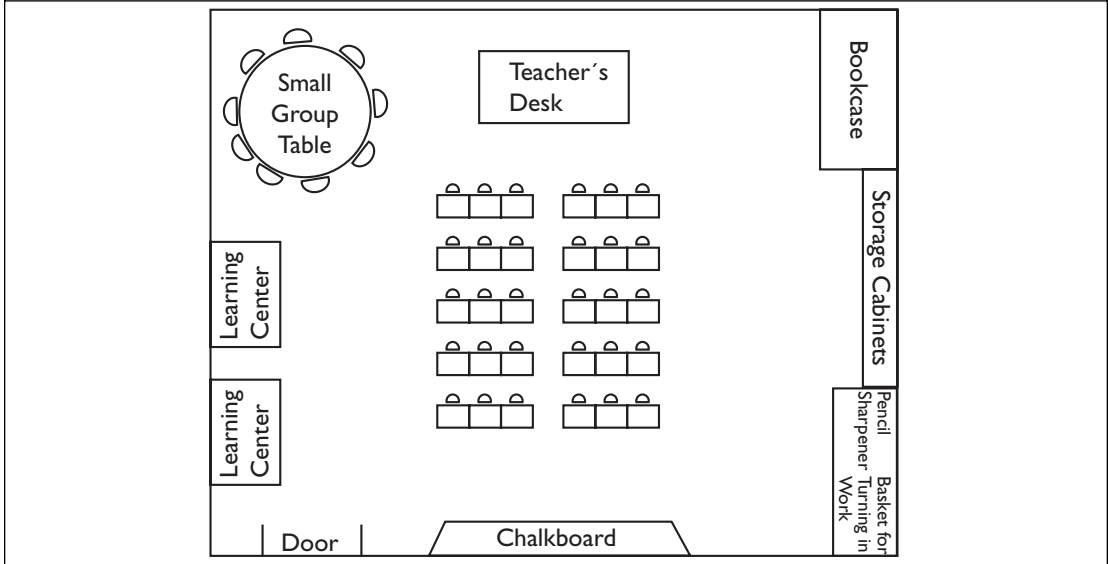 Small
Group
Table
Teacher´s
Desk
Bookcase
Storage Cabinets
Learning
Center
Learning
Center
Pencil
Sharpener
Basket for
Turning in
Work
Door
Chalkboard